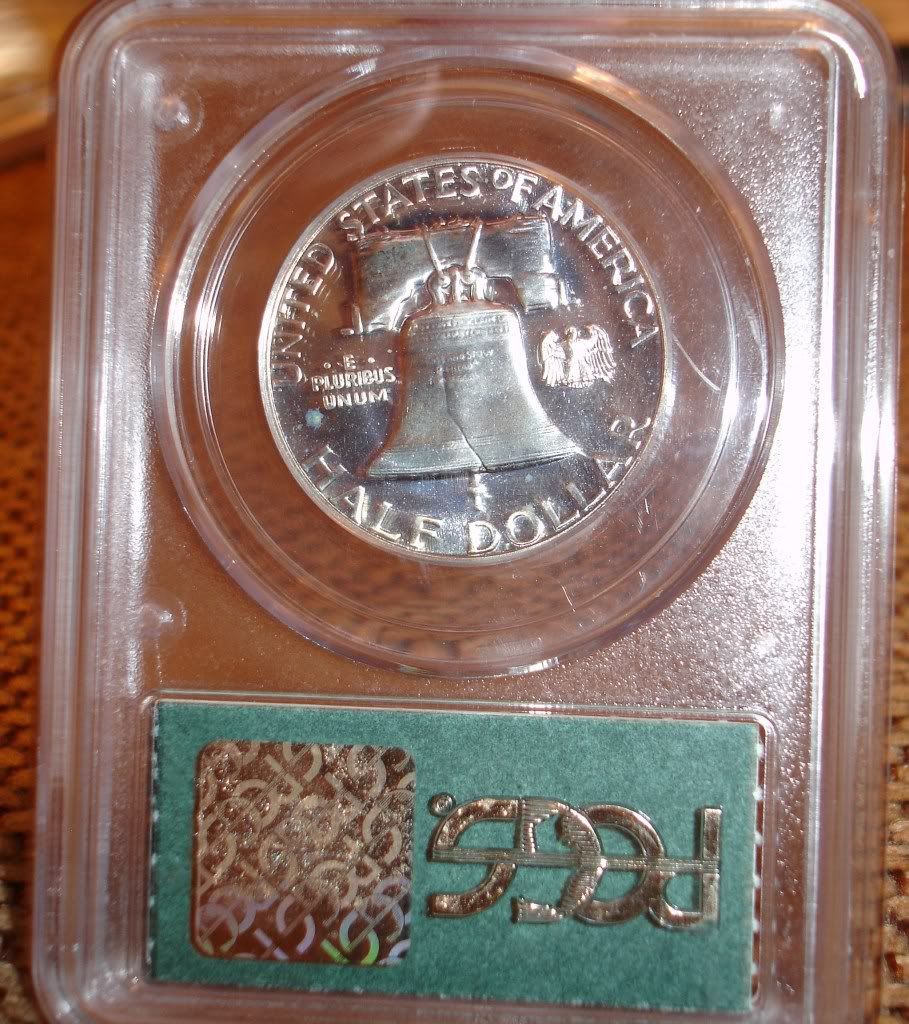 UNITED STATES OF AMERICA
· E ·
PLURIBUS
UNUM
HALF DOLLAR
PCGS
®